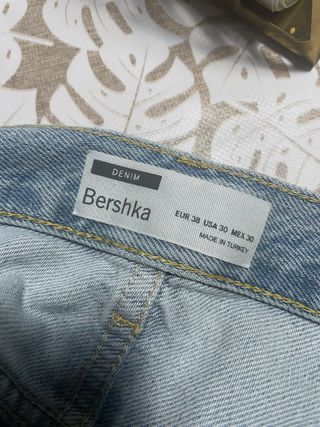 DENIM
Bershka
EUR 38 USA 30 MEX 30
MADE IN TURKEY